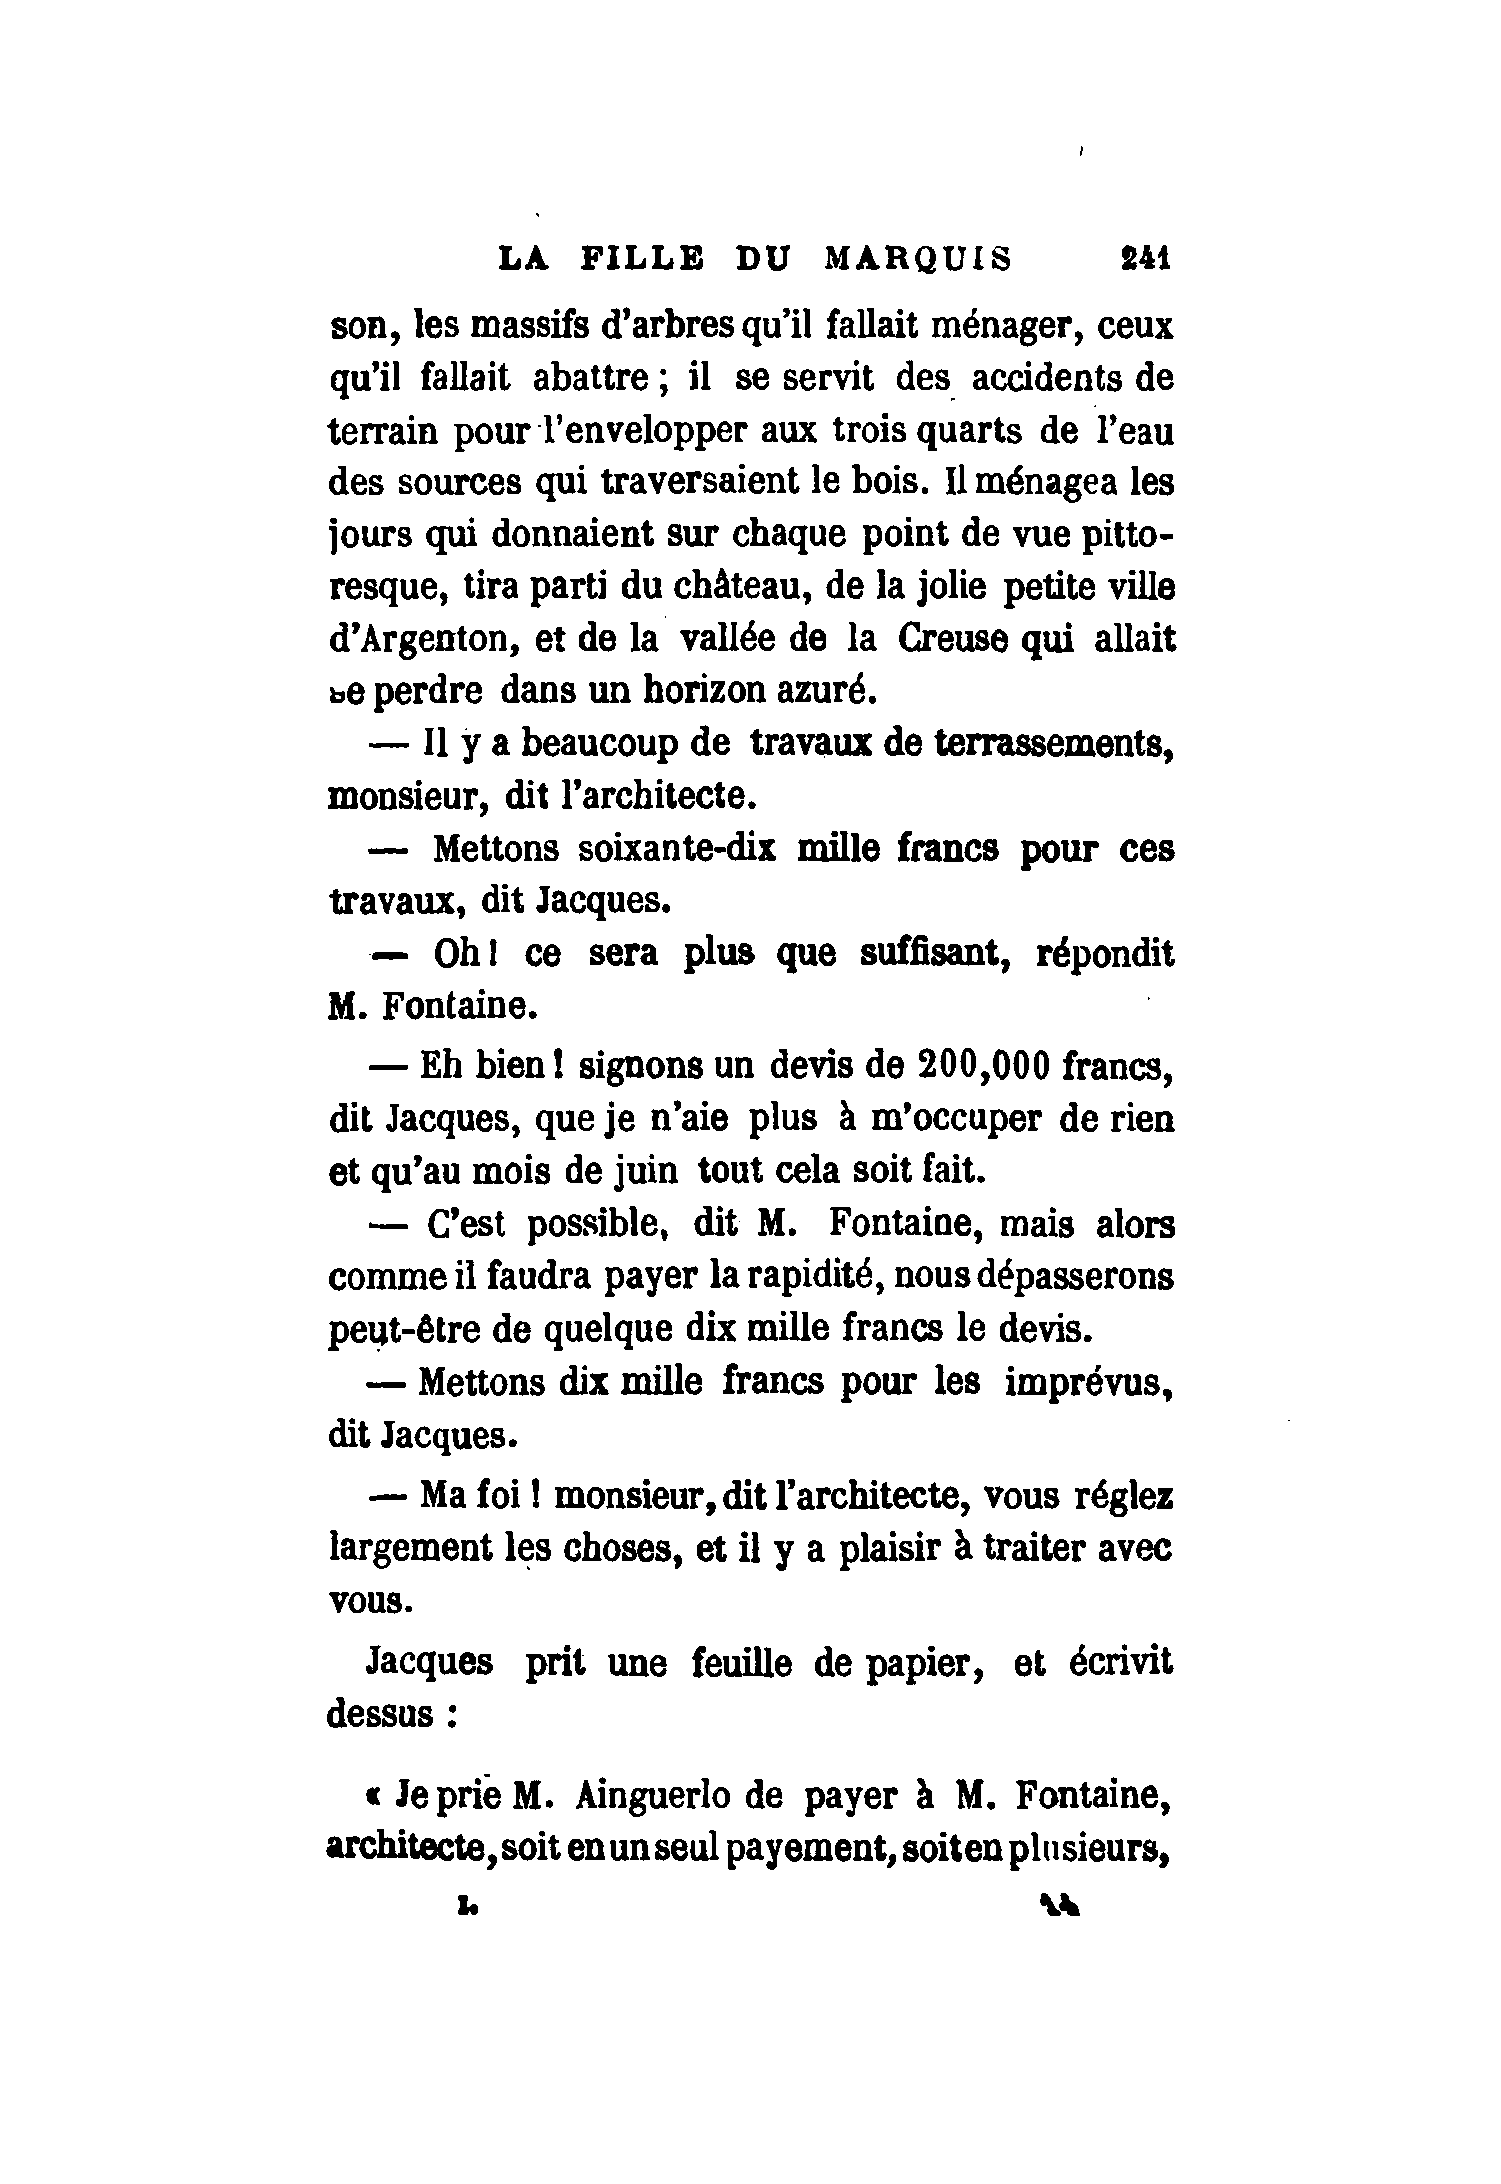 LA FILLE DU MARQUIS 241
son, les massifs d'arbres qu'il fallait ménager, ceux
qu'il fallait abattre ; il se servit des accidents de
terrain pour l'envelopper aux trois quarts de l'eau
des sources qui traversaient le bois. Il ménagea les
jours qui donnaient sur chaque point de vue pitto-
resque, tira parti du château, de la jolie petite ville
d'Argenton, et de la vallée de la Creuse qui allait
se perdre dans un horizon azuré.
— Il y a beaucoup de travaux de terrassements,
monsieur, dit l'architecte.
— Mettons soixante-dix mille francs pour ces
travaux, dit Jacques.
— Oh ! ce sera plus que suffisant, répondit
M. Fontaine.
— Eh bien ! signons un devis de 200,000 francs,
dit Jacques, que je n'aie plus à m'occuper de rien
et qu'au mois de juin tout cela soit fait.
— C'est possible, dit M. Fontaine, mais alors
comme il faudra payer la rapidité, nous dépasserons
peut-être de quelque dix mille francs le devis.
— Mettons dix mille francs pour les imprévus,
dit Jacques.
— Ma foi ! monsieur, dit l'architecte, vous réglez
largement les choses, et il y a plaisir à traiter avec
vous.
Jacques prit une feuille de papier, et écrivit
dessus :
« Je prie M. Ainguerlo de payer à M. Fontaine,
architecte, soit en un seul payement, soit en plusieurs,